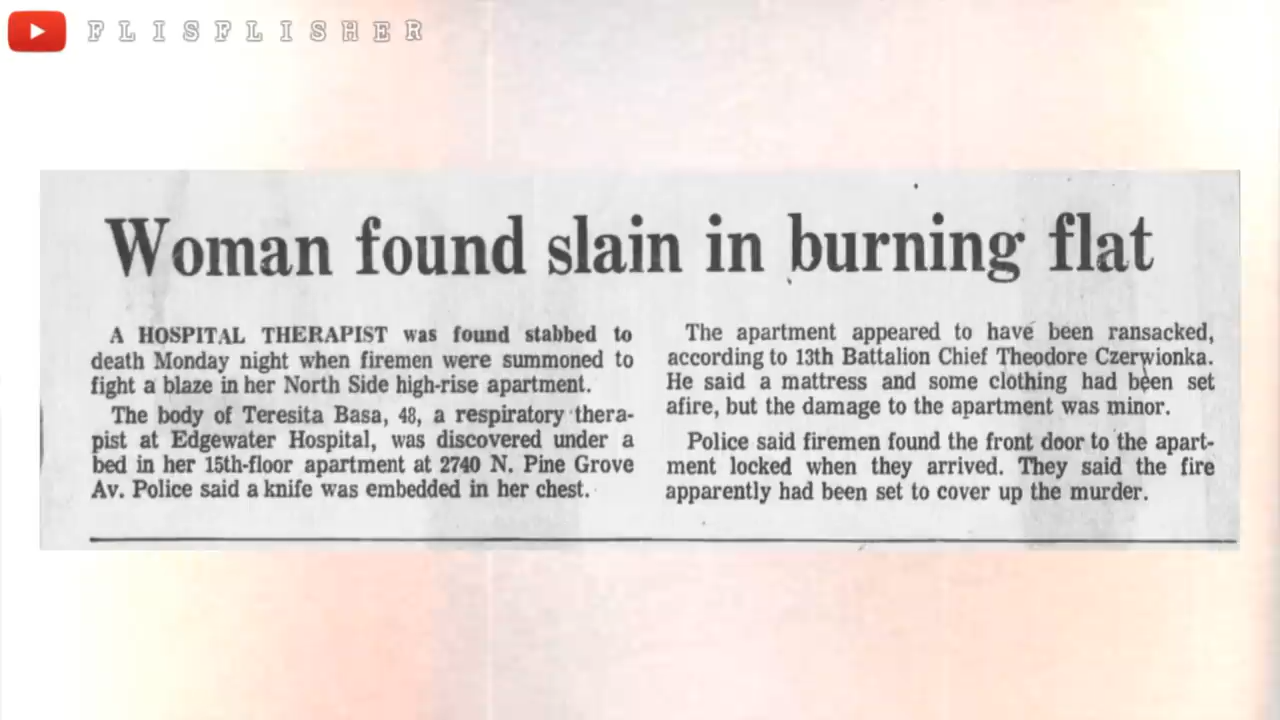 FLISFLISHER
Woman found slain in burning flat
A HOSPITAL THERAPIST was found stabbed to
death Monday night when firemen were summoned to
fight a blaze in her North Side high-rise apartment.
The body of Teresita Basa, 48, a respiratory thera-
pist at Edgewater Hospital, was discovered under a
bed in her 15th-floor apartment at 2740 N. Pine Grove
Av. Police said a knife was embedded in her chest.
The apartment appeared to have been ransacked,
according to 13th Battalion Chief Theodore Czerwionka.
He said a mattress and some clothing had been set
afire, but the damage to the apartment was minor.
Police said firemen found the front door to the apart-
ment locked when they arrived. They said the fire
apparently had been set to cover up the murder.